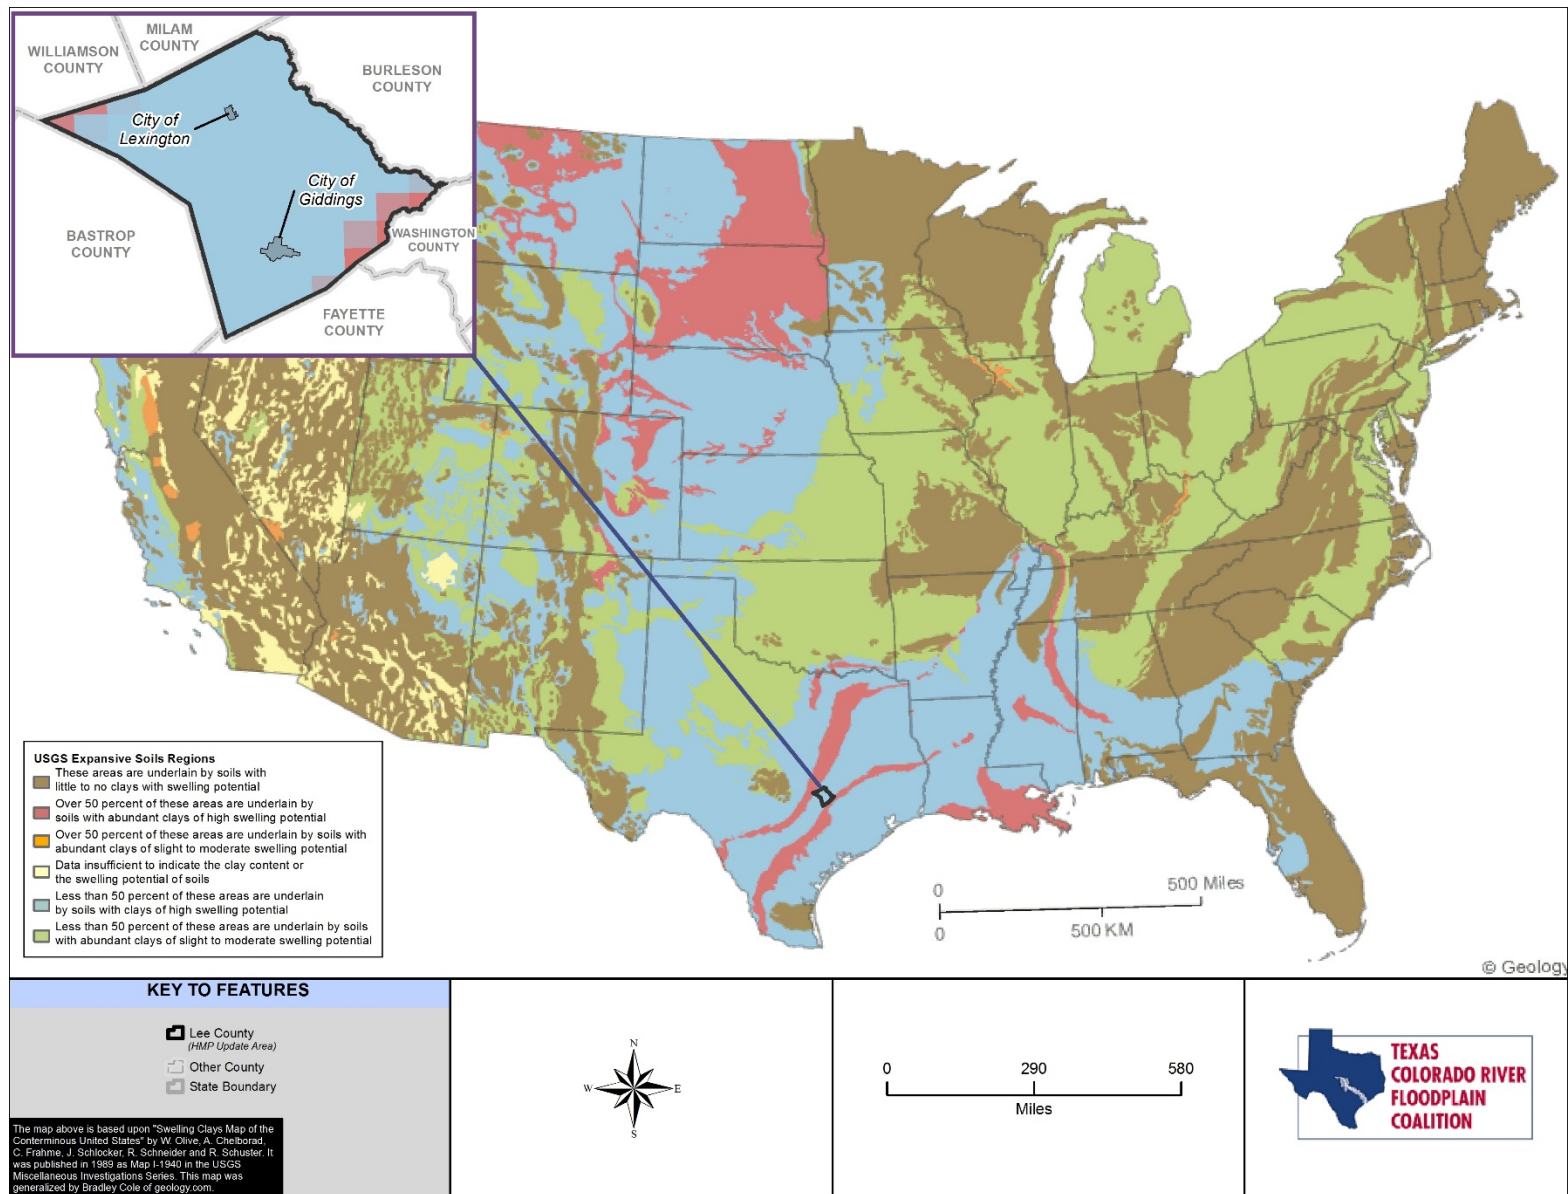 MILAM
COUNTY
WILLIAMSON
COUNTY
BURLESON
COUNTY
City of
Lexington
City of
Giddings
BASTROP
COUNTY
WASHINGTON
COUNTY
FAYETTE
COUNTY
USGS Expansive Soils Regions
These areas are underlain by soils with
little to no clays with swelling potential
Over 50 percent of these areas are underlain by
soils with abundant clays of high swelling potential
Over 50 percent of these areas are underlain by soils with
abundant clays of slight to moderate swelling potential
Data insufficient to indicate the clay content or
the swelling potential of soils
Less than 50 percent of these areas are underlain
by soils with clays of high swelling potential
Less than 50 percent of these areas are underlain by soils
with abundant clays of slight to moderate swelling potential
0 500 Miles
0 500 KM
© Geology
KEY TO FEATURES
Lee County
(HMP Update Area)
Other County
State Boundary
The map above is based upon "Swelling Clays Map of the
Conterminous United States" by W. Olive, A. Chelborad,
C. Frahme, J. Schlocker, R. Schneider and R. Schuster. It
was published in 1989 as Map I-1940 in the USGS
Miscellaneous Investigations Series. This map was
generalized by Bradley Cole of geology.com.
N
W E
S
0 290 580
Miles
TEXAS
COLORADO RIVER
FLOODPLAIN
COALITION